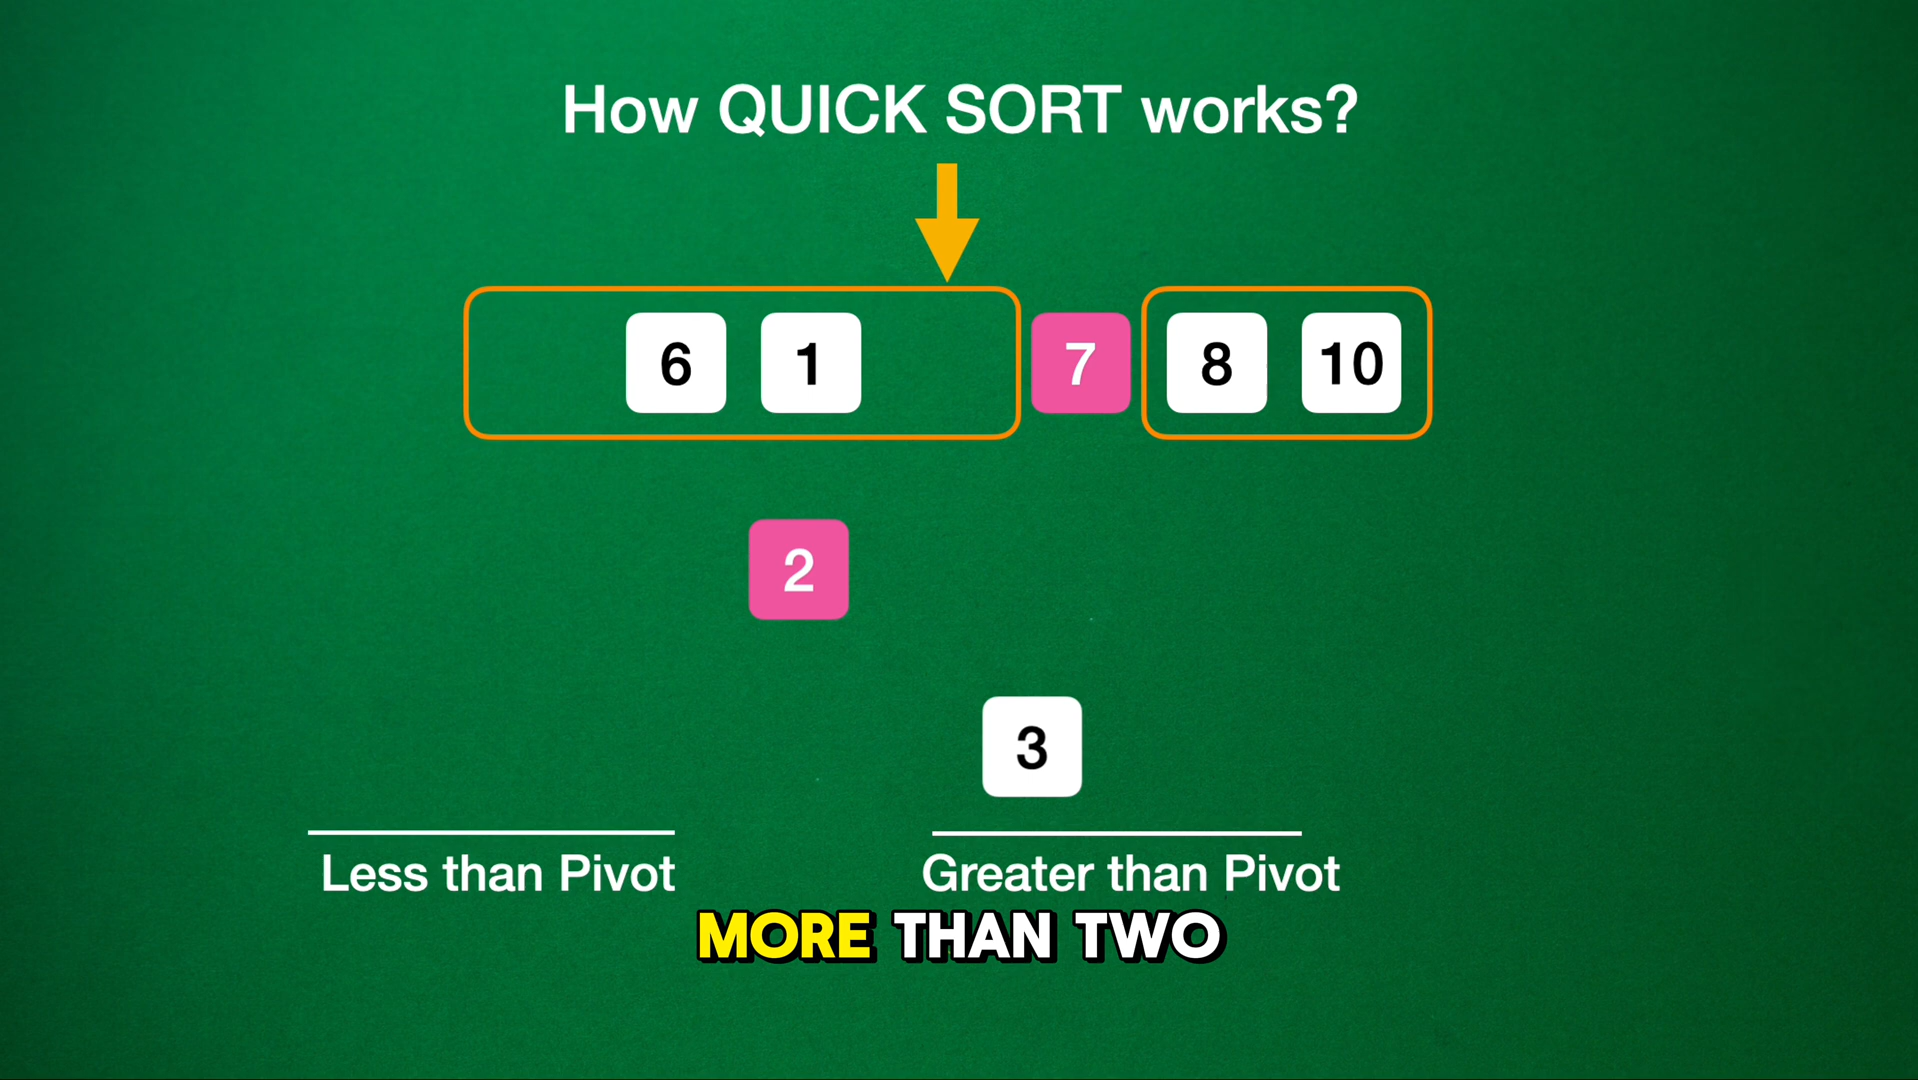 How QUICK SORT works?
6 1 7 8 10
2
3
Less than Pivot Greater than Pivot
MORE THAN TWO